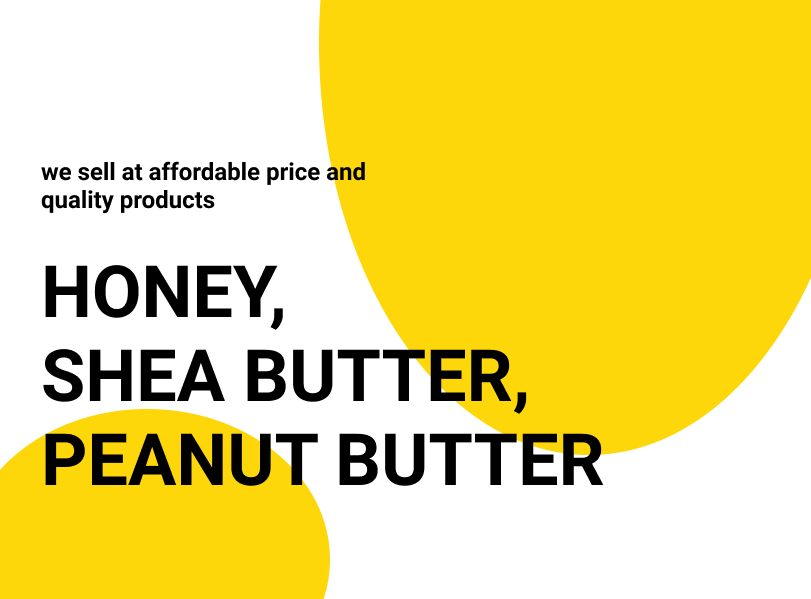 we sell at affordable price and
quality products
HONEY,
SHEA BUTTER,
PEANUT BUTTER